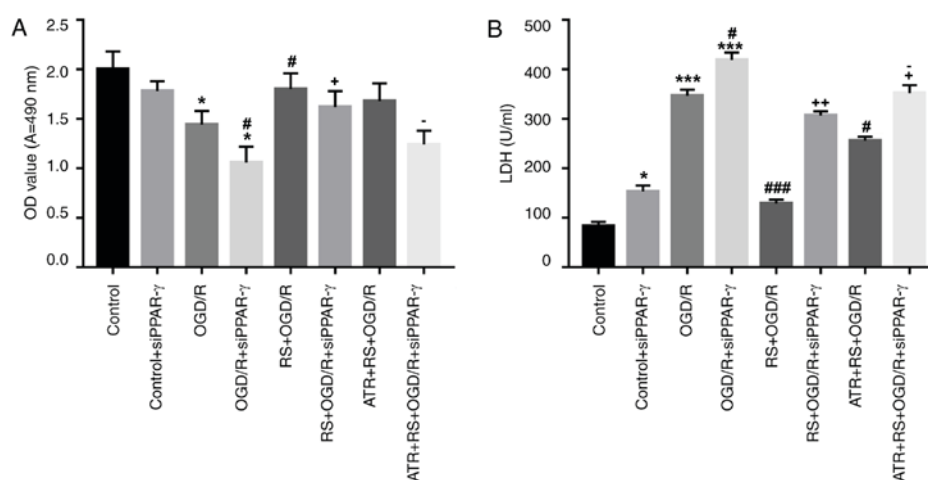 A
OD value (A=490 nm)
2.0
1.5
1.0
0.5
0.0
*
#
*
#
+
-
Control
Control+siPPAR-γ
OGD/R
OGD/R+siPPAR-γ
RS+OGD/R
RS+OGD/R+siPPAR-γ
ATR+RS+OGD/R
ATR+RS+OGD/R+siPPAR-γ
B
LDH (U/ml)
500
400
300
200
100
0
*
***
#
***
###
++
#
-
+
Control
Control+siPPAR-γ
OGD/R
OGD/R+siPPAR-γ
RS+OGD/R
RS+OGD/R+siPPAR-γ
ATR+RS+OGD/R
ATR+RS+OGD/R+siPPAR-γ